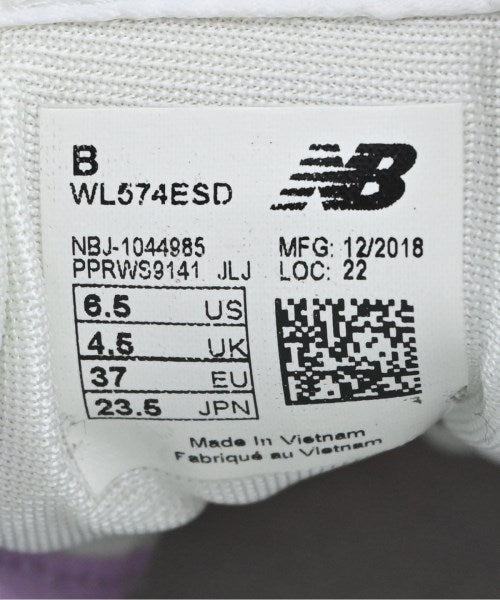 B
WL574ESD
NB
NBJ-1044985
PPRWS9141 JLJ
MFG: 12/2018
LOC: 22
6.5 US
4.5 UK
37 EU
23.5 JPN
Made In Vietnam
Fabriqué au Vietnam